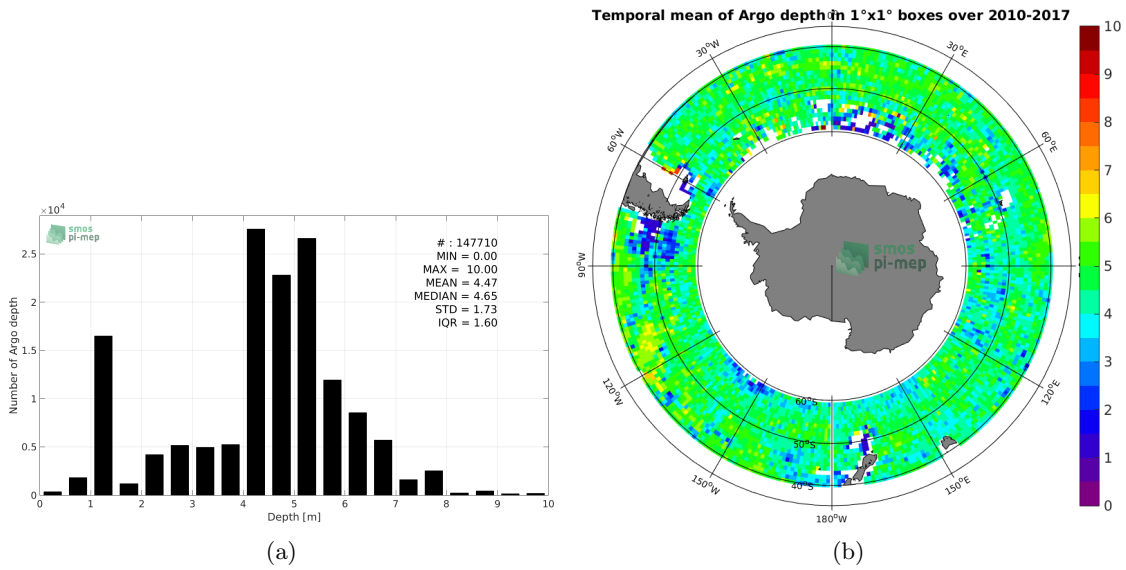 ×10⁴
smos
pi-mep
# : 147710
MIN = 0.00
MAX = 10.00
MEAN = 4.47
MEDIAN = 4.65
STD = 1.73
IQR = 1.60
2.5
2
1.5
1
0.5
0
Number of Argo depth
0 1 2 3 4 5 6 7 8 9 10
Depth [m]
(a)
Temporal mean of Argo depth in 1°x1° boxes over 2010-2017
0°
30°W
30°E
60°W
60°E
90°W
120°W
120°E
150°W
150°E
180°W
60°S
50°S
40°S
smos
pi-mep
10
9
8
7
6
5
4
3
2
1
0
(b)